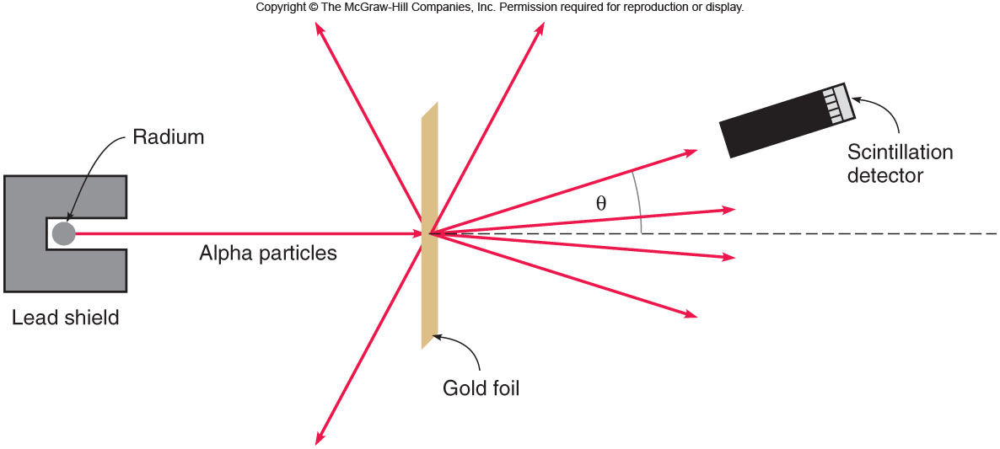 Copyright © The McGraw-Hill Companies, Inc. Permission required for reproduction or display.
Radium
Scintillation
detector
θ
Alpha particles
Lead shield
Gold foil